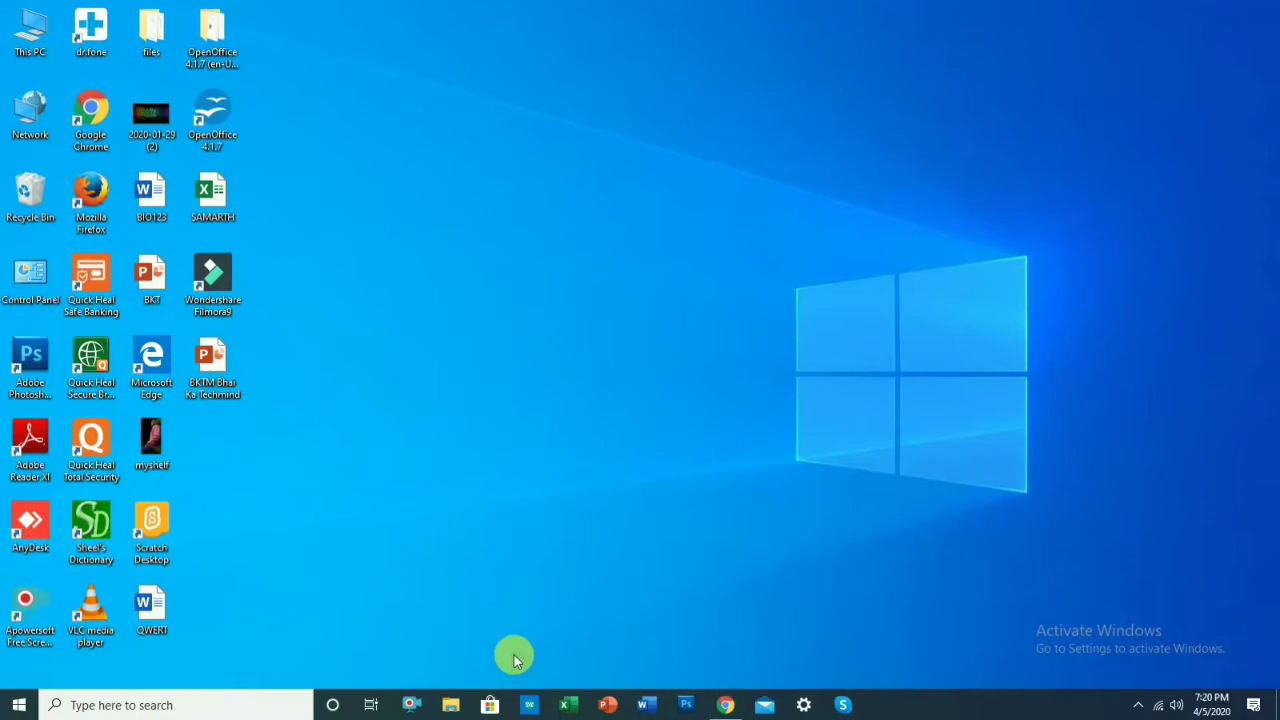 This PC
dr.fone
files
OpenOffice
4.1.7 (en-U...
Network
Google
Chrome
2020-01-29
(2)
OpenOffice
4.1.7
Recycle Bin
Mozilla
Firefox
BIO123
SAMARTH
Control Panel
Quick Heal
Safe Banking
BKT
Wondershare
Filmora9
Ps
Adobe
Photosh...
Quick Heal
Secure Br...
Microsoft
Edge
BKTM Bhai
Ka Techmind
Adobe
Reader XI
Quick Heal
Total Security
myshelf
AnyDesk
SD
Sheel's
Dictionary
Scratch
Desktop
Apowersoft
Free Scre...
VLC media
player
QWERT
Activate Windows
Go to Settings to activate Windows.
Type here to search
7:20 PM
4/5/2020